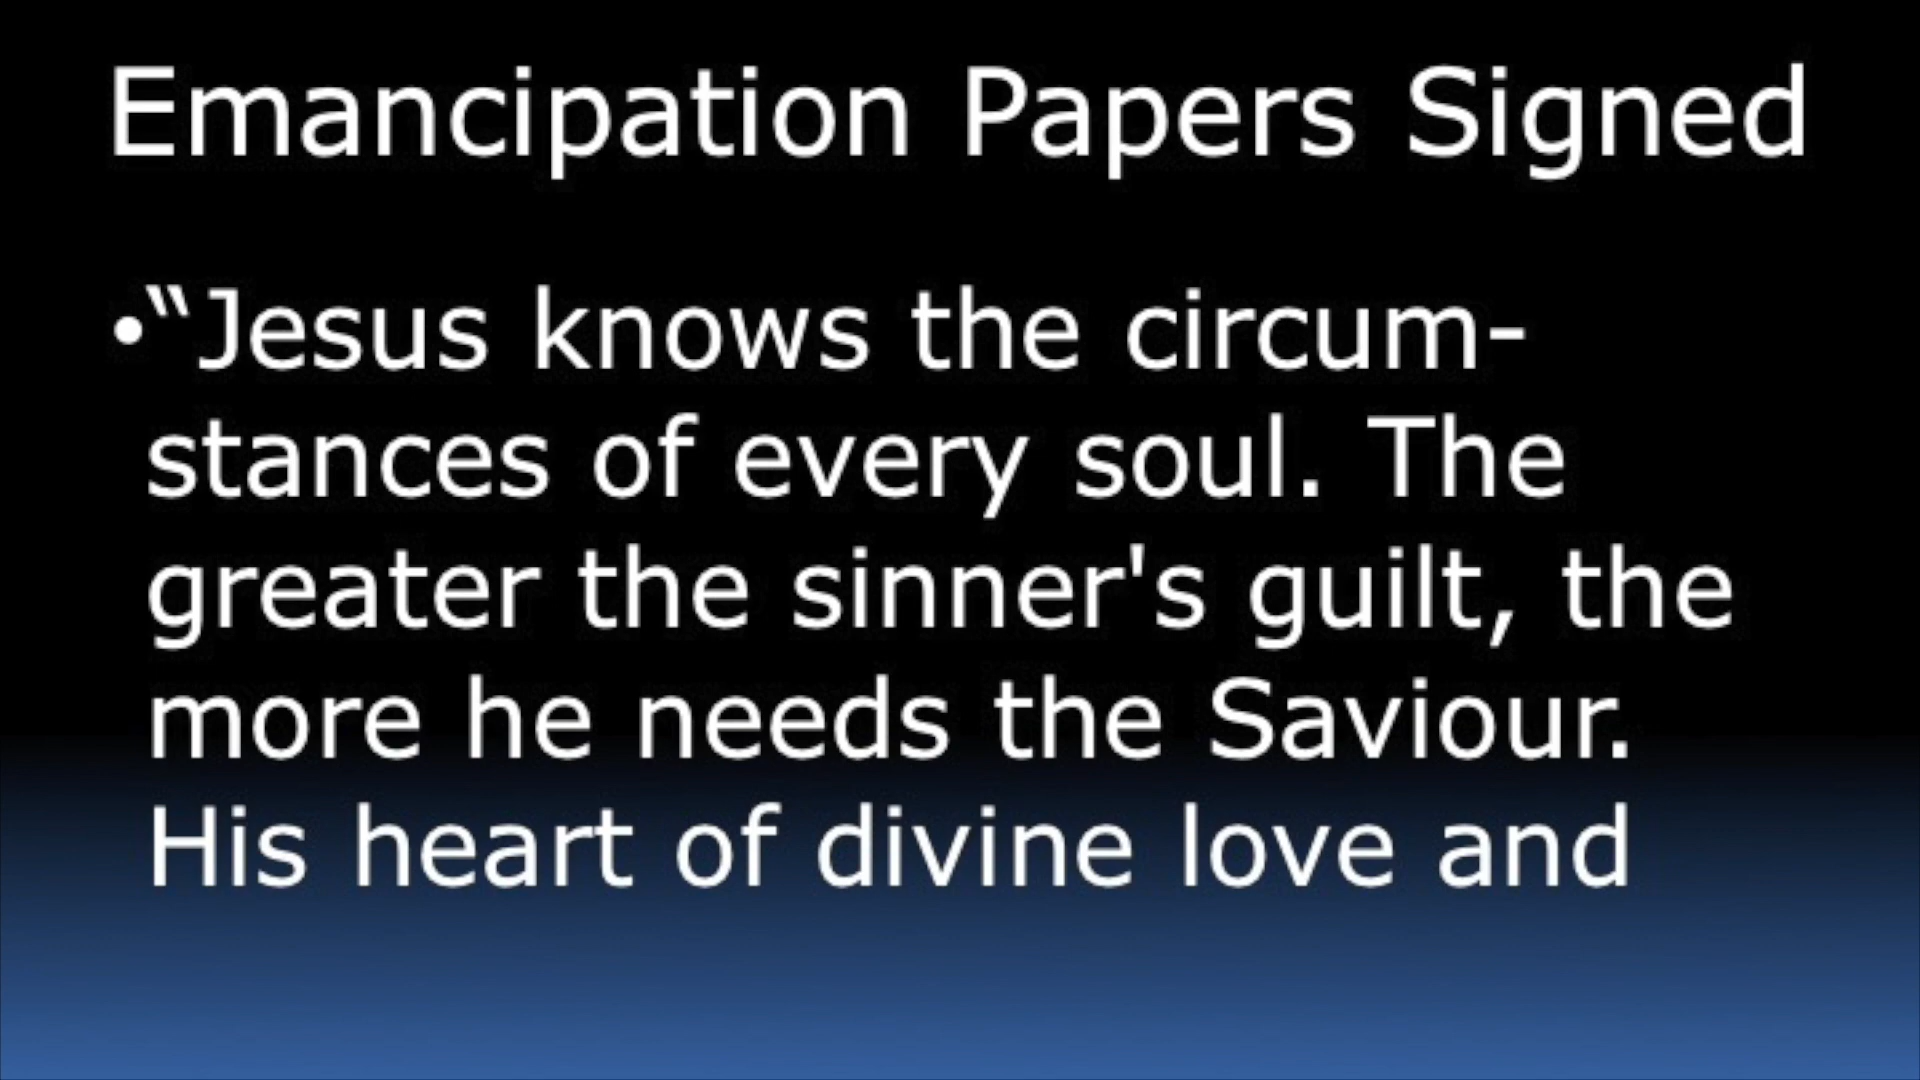 Emancipation Papers Signed
•“Jesus knows the circum-
stances of every soul. The
greater the sinner's guilt, the
more he needs the Saviour.
His heart of divine love and